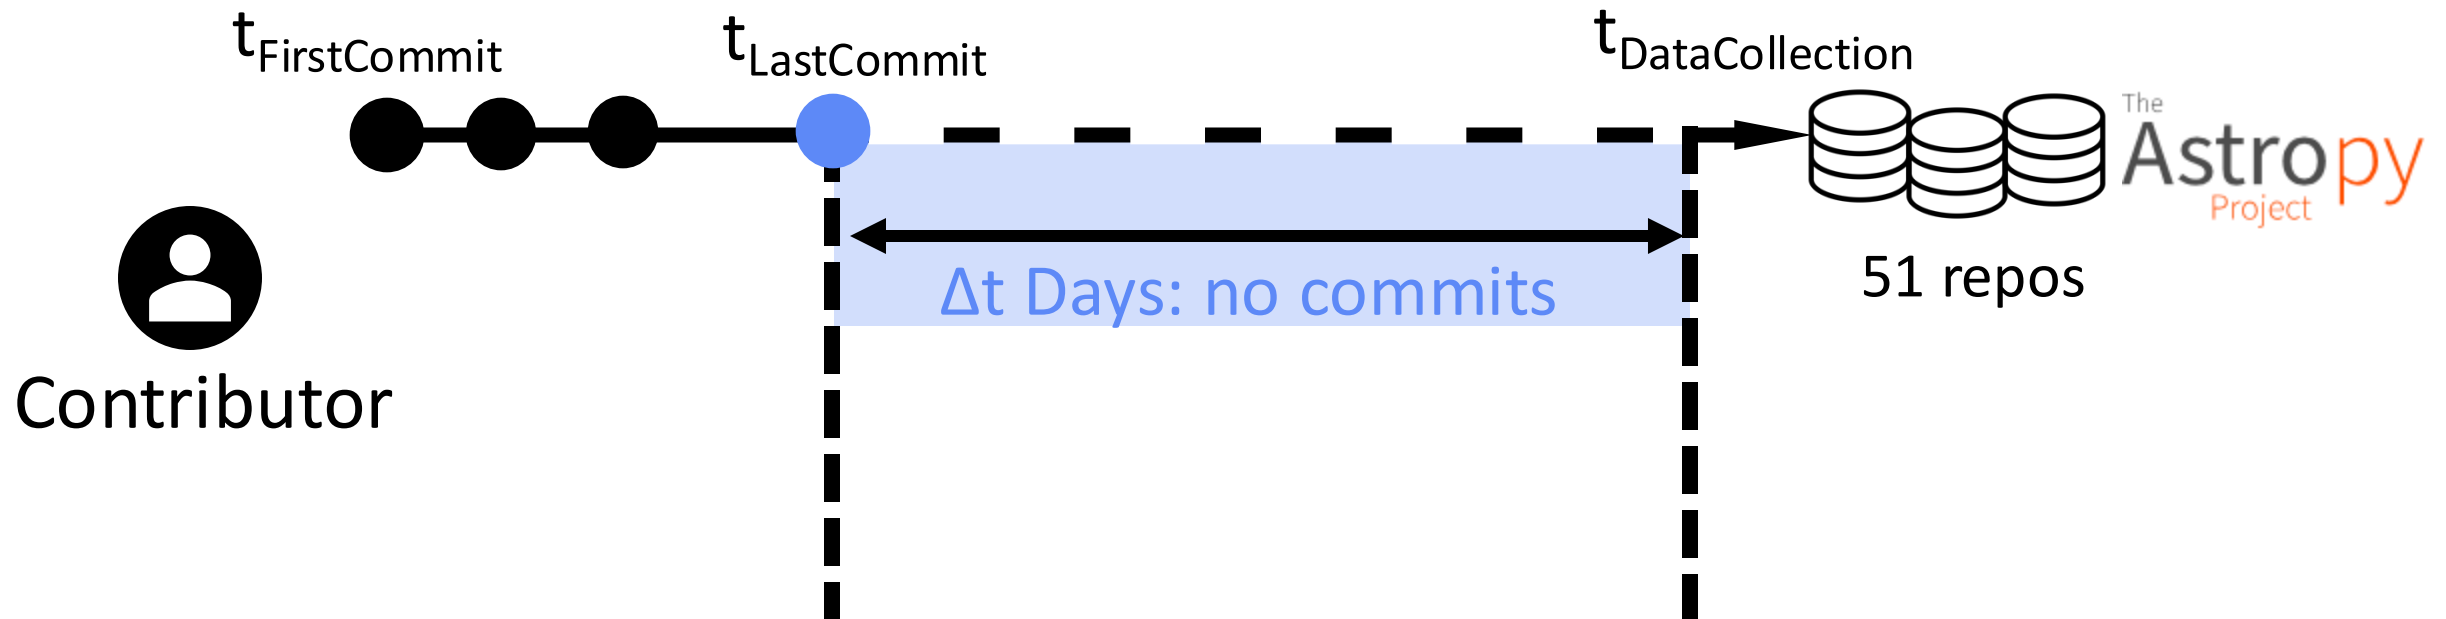 tFirstCommit
tLastCommit
tDataCollection
The
Astropy
Project
51 repos
Δt Days: no commits
Contributor